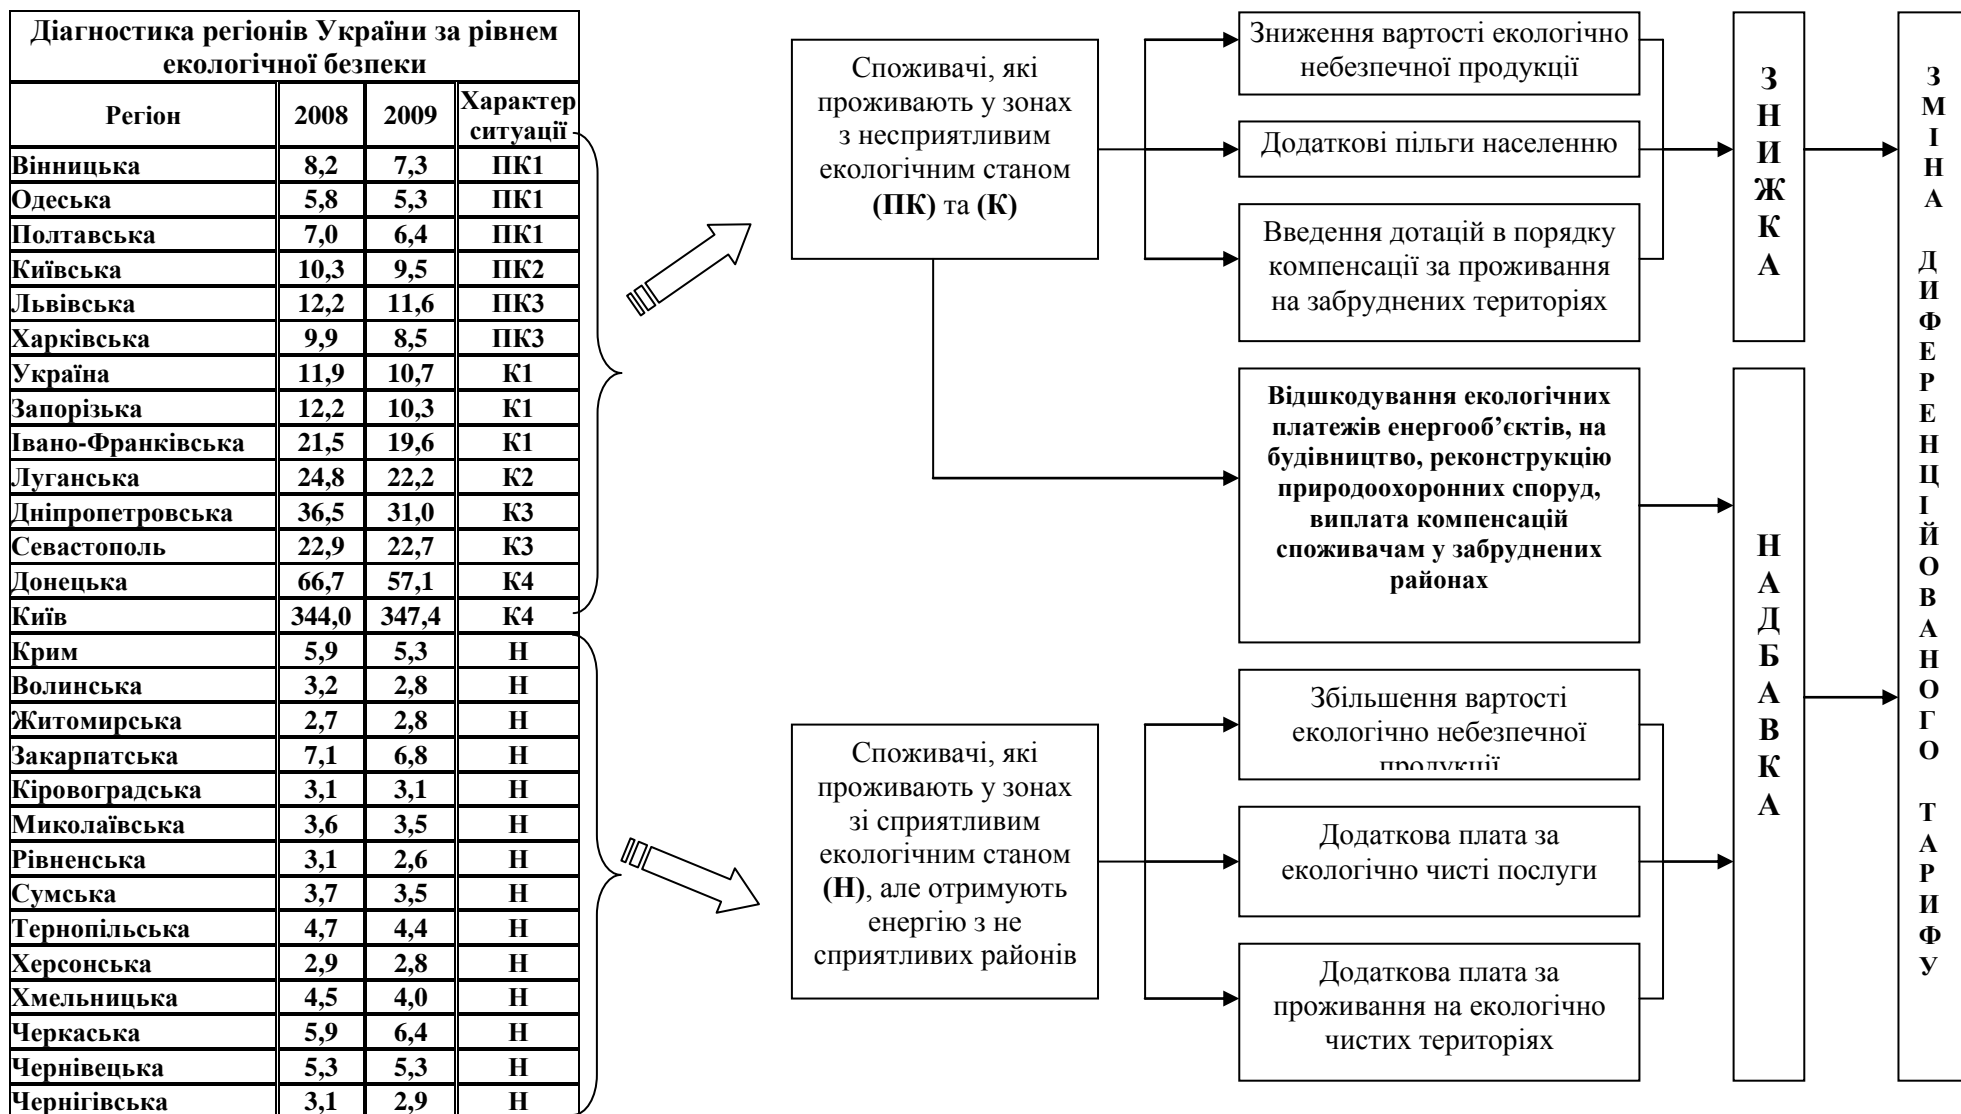 Діагностика регіонів України за рівнем
екологічної безпеки
Регіон 2008 2009 Характер ситуації
Вінницька 8,2 7,3 ПК1
Одеська 5,8 5,3 ПК1
Полтавська 7,0 6,4 ПК1
Київська 10,3 9,5 ПК2
Львівська 12,2 11,6 ПК3
Харківська 9,9 8,5 ПК3
Україна 11,9 10,7 К1
Запорізька 12,2 10,3 К1
Івано-Франківська 21,5 19,6 К1
Луганська 24,8 22,2 К2
Дніпропетровська 36,5 31,0 К3
Севастополь 22,9 22,7 К3
Донецька 66,7 57,1 К4
Київ 344,0 347,4 К4
Крим 5,9 5,3 Н
Волинська 3,2 2,8 Н
Житомирська 2,7 2,8 Н
Закарпатська 7,1 6,8 Н
Кіровоградська 3,1 3,1 Н
Миколаївська 3,6 3,5 Н
Рівненська 3,1 2,6 Н
Сумська 3,7 3,5 Н
Тернопільська 4,7 4,4 Н
Херсонська 2,9 2,8 Н
Хмельницька 4,5 4,0 Н
Черкаська 5,9 6,4 Н
Чернівецька 5,3 5,3 Н
Чернігівська 3,1 2,9 Н
Споживачі, які
проживають у зонах
з несприятливим
екологічним станом
(ПК) та (К)
Споживачі, які
проживають у зонах
зі сприятливим
екологічним станом
(Н), але отримують
енергію з не
сприятливих районів
Зниження вартості екологічно
небезпечної продукції
Додаткові пільги населенню
Введення дотацій в порядку
компенсації за проживання
на забруднених територіях
Відшкодування екологічних
платежів енергооб’єктів, на
будівництво, реконструкцію
природоохоронних споруд,
виплата компенсацій
споживачам у забруднених
районах
Збільшення вартості
екологічно небезпечної
продукції
Додаткова плата за
екологічно чисті послуги
Додаткова плата за
проживання на екологічно
чистих територіях
ЗНИЖКА
НАДБАВКА
ЗМІНА ДИФЕРЕНЦІЙОВАНОГО ТАРИФУ